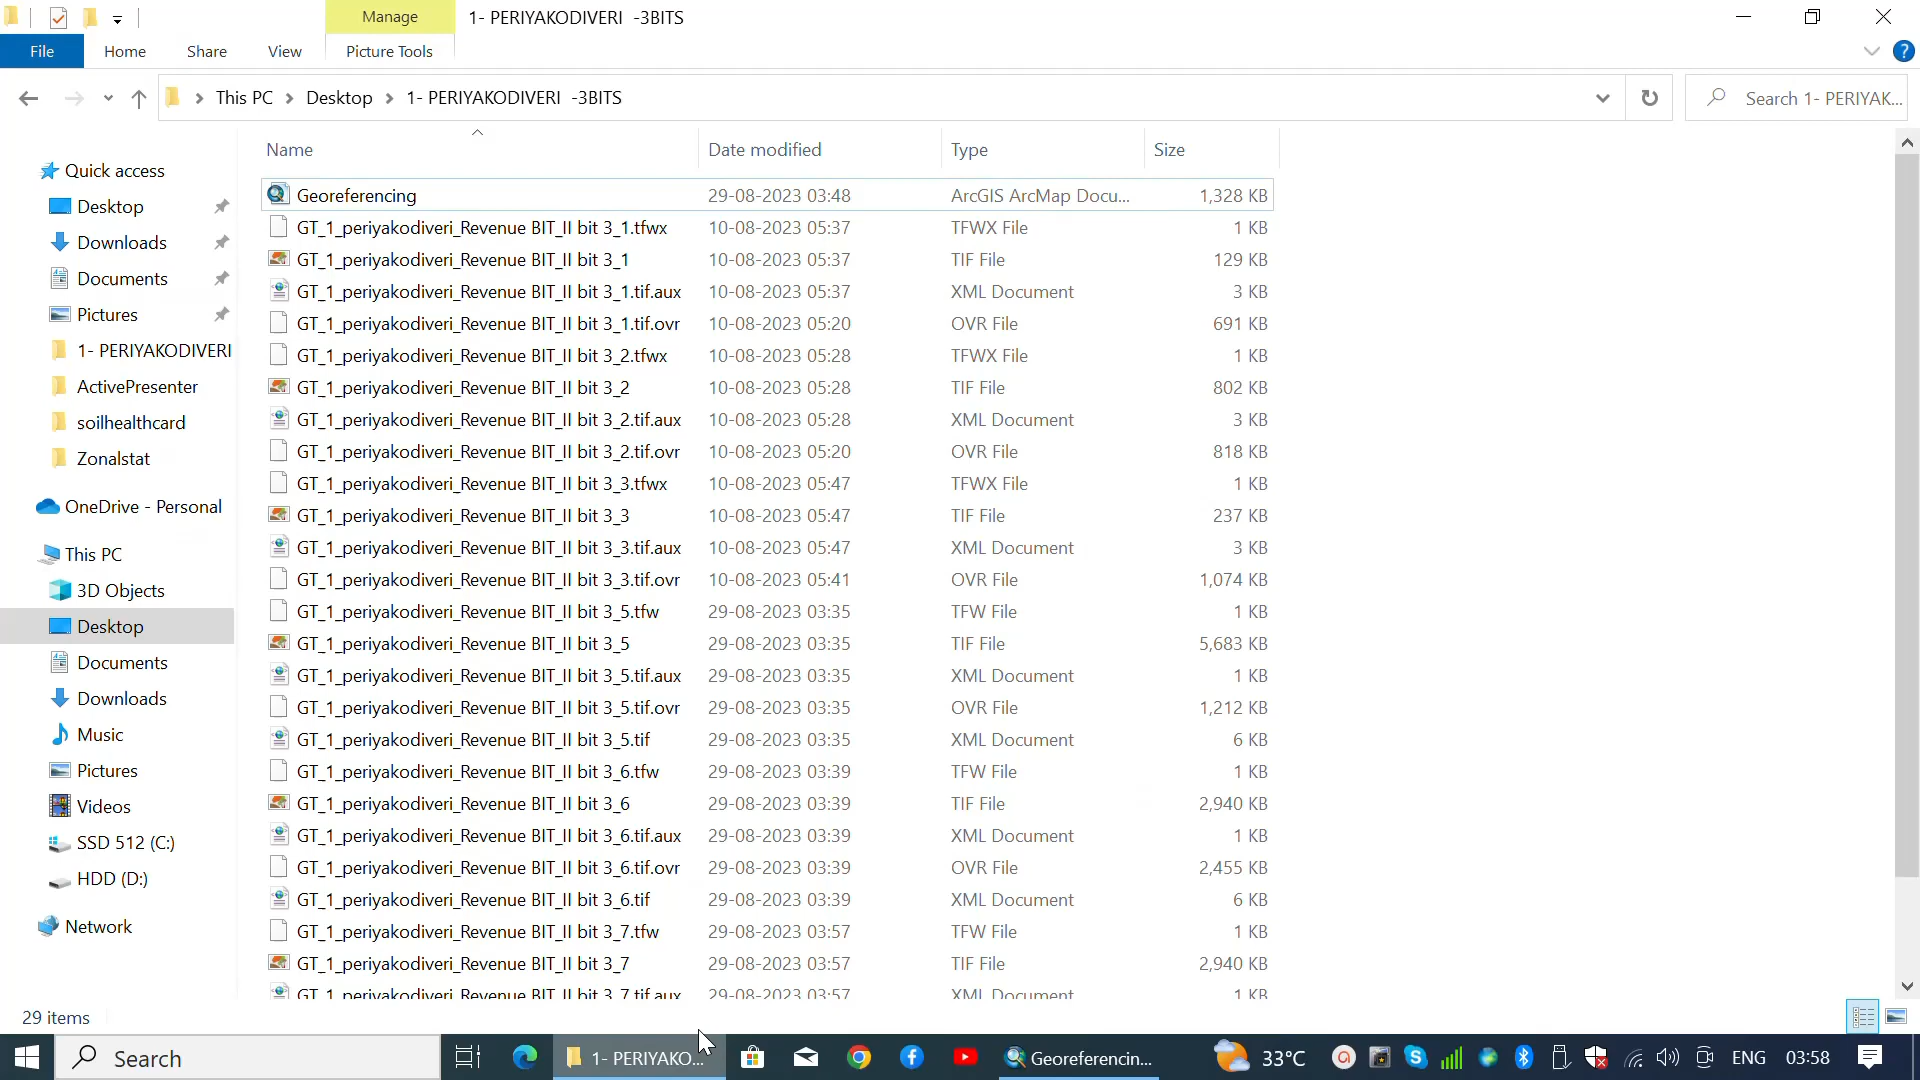 Manage
1- PERIYAKODIVERI -3BITS
File Home Share View Picture Tools
This PC > Desktop > 1- PERIYAKODIVERI -3BITS
Search 1- PERIYAK...
Name Date modified Type Size
Georeferencing 29-08-2023 03:48 ArcGIS ArcMap Docu... 1,328 KB
GT_1_periyakodiveri_Revenue BIT_II bit 3_1.tfwx 10-08-2023 05:37 TFWX File 1 KB
GT_1_periyakodiveri_Revenue BIT_II bit 3_1 10-08-2023 05:37 TIF File 129 KB
GT_1_periyakodiveri_Revenue BIT_II bit 3_1.tif.aux 10-08-2023 05:37 XML Document 3 KB
GT_1_periyakodiveri_Revenue BIT_II bit 3_1.tif.ovr 10-08-2023 05:20 OVR File 691 KB
GT_1_periyakodiveri_Revenue BIT_II bit 3_2.tfwx 10-08-2023 05:28 TFWX File 1 KB
GT_1_periyakodiveri_Revenue BIT_II bit 3_2 10-08-2023 05:28 TIF File 802 KB
GT_1_periyakodiveri_Revenue BIT_II bit 3_2.tif.aux 10-08-2023 05:28 XML Document 3 KB
GT_1_periyakodiveri_Revenue BIT_II bit 3_2.tif.ovr 10-08-2023 05:20 OVR File 818 KB
GT_1_periyakodiveri_Revenue BIT_II bit 3_3.tfwx 10-08-2023 05:47 TFWX File 1 KB
GT_1_periyakodiveri_Revenue BIT_II bit 3_3 10-08-2023 05:47 TIF File 237 KB
GT_1_periyakodiveri_Revenue BIT_II bit 3_3.tif.aux 10-08-2023 05:47 XML Document 3 KB
GT_1_periyakodiveri_Revenue BIT_II bit 3_3.tif.ovr 10-08-2023 05:41 OVR File 1,074 KB
GT_1_periyakodiveri_Revenue BIT_II bit 3_5.tfw 29-08-2023 03:35 TFW File 1 KB
GT_1_periyakodiveri_Revenue BIT_II bit 3_5 29-08-2023 03:35 TIF File 5,683 KB
GT_1_periyakodiveri_Revenue BIT_II bit 3_5.tif.aux 29-08-2023 03:35 XML Document 1 KB
GT_1_periyakodiveri_Revenue BIT_II bit 3_5.tif.ovr 29-08-2023 03:35 OVR File 1,212 KB
GT_1_periyakodiveri_Revenue BIT_II bit 3_5.tif 29-08-2023 03:35 XML Document 6 KB
GT_1_periyakodiveri_Revenue BIT_II bit 3_6.tfw 29-08-2023 03:39 TFW File 1 KB
GT_1_periyakodiveri_Revenue BIT_II bit 3_6 29-08-2023 03:39 TIF File 2,940 KB
GT_1_periyakodiveri_Revenue BIT_II bit 3_6.tif.aux 29-08-2023 03:39 XML Document 1 KB
GT_1_periyakodiveri_Revenue BIT_II bit 3_6.tif.ovr 29-08-2023 03:39 OVR File 2,455 KB
GT_1_periyakodiveri_Revenue BIT_II bit 3_6.tif 29-08-2023 03:39 XML Document 6 KB
GT_1_periyakodiveri_Revenue BIT_II bit 3_7.tfw 29-08-2023 03:57 TFW File 1 KB
GT_1_periyakodiveri_Revenue BIT_II bit 3_7 29-08-2023 03:57 TIF File 2,940 KB
GT_1_periyakodiveri_Revenue BIT_II bit 3_7.tif.aux 29-08-2023 03:57 XML Document 1 KB
Quick access
Desktop
Downloads
Documents
Pictures
1- PERIYAKODIVERI
ActivePresenter
soilhealthcard
Zonalstat
OneDrive - Personal
This PC
3D Objects
Desktop
Documents
Downloads
Music
Pictures
Videos
SSD 512 (C:)
HDD (D:)
Network
29 items
Search
1- PERIYAKO...
Georeferencin...
33°C
ENG
03:58